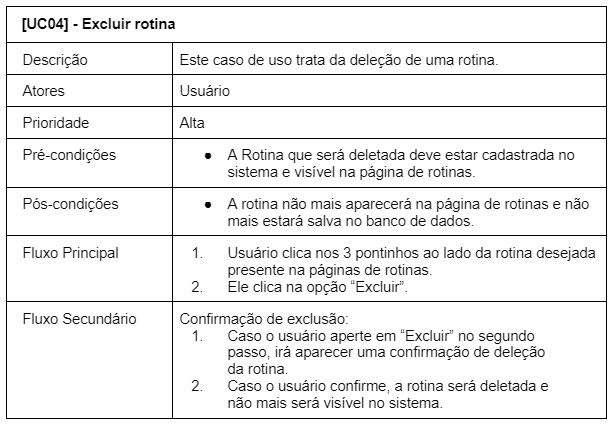 [UC04] - Excluir rotina
Descrição
Este caso de uso trata da deleção de uma rotina.
Atores
Usuário
Prioridade
Alta
Pré-condições
● A Rotina que será deletada deve estar cadastrada no
sistema e visível na página de rotinas.
Pós-condições
● A rotina não mais aparecerá na página de rotinas e não
mais estará salva no banco de dados.
Fluxo Principal
1. Usuário clica nos 3 pontinhos ao lado da rotina desejada
presente na páginas de rotinas.
2. Ele clica na opção “Excluir”.
Fluxo Secundário
Confirmação de exclusão:
1. Caso o usuário aperte em “Excluir” no segundo
passo, irá aparecer uma confirmação de deleção
da rotina.
2. Caso o usuário confirme, a rotina será deletada e
não mais será visível no sistema.